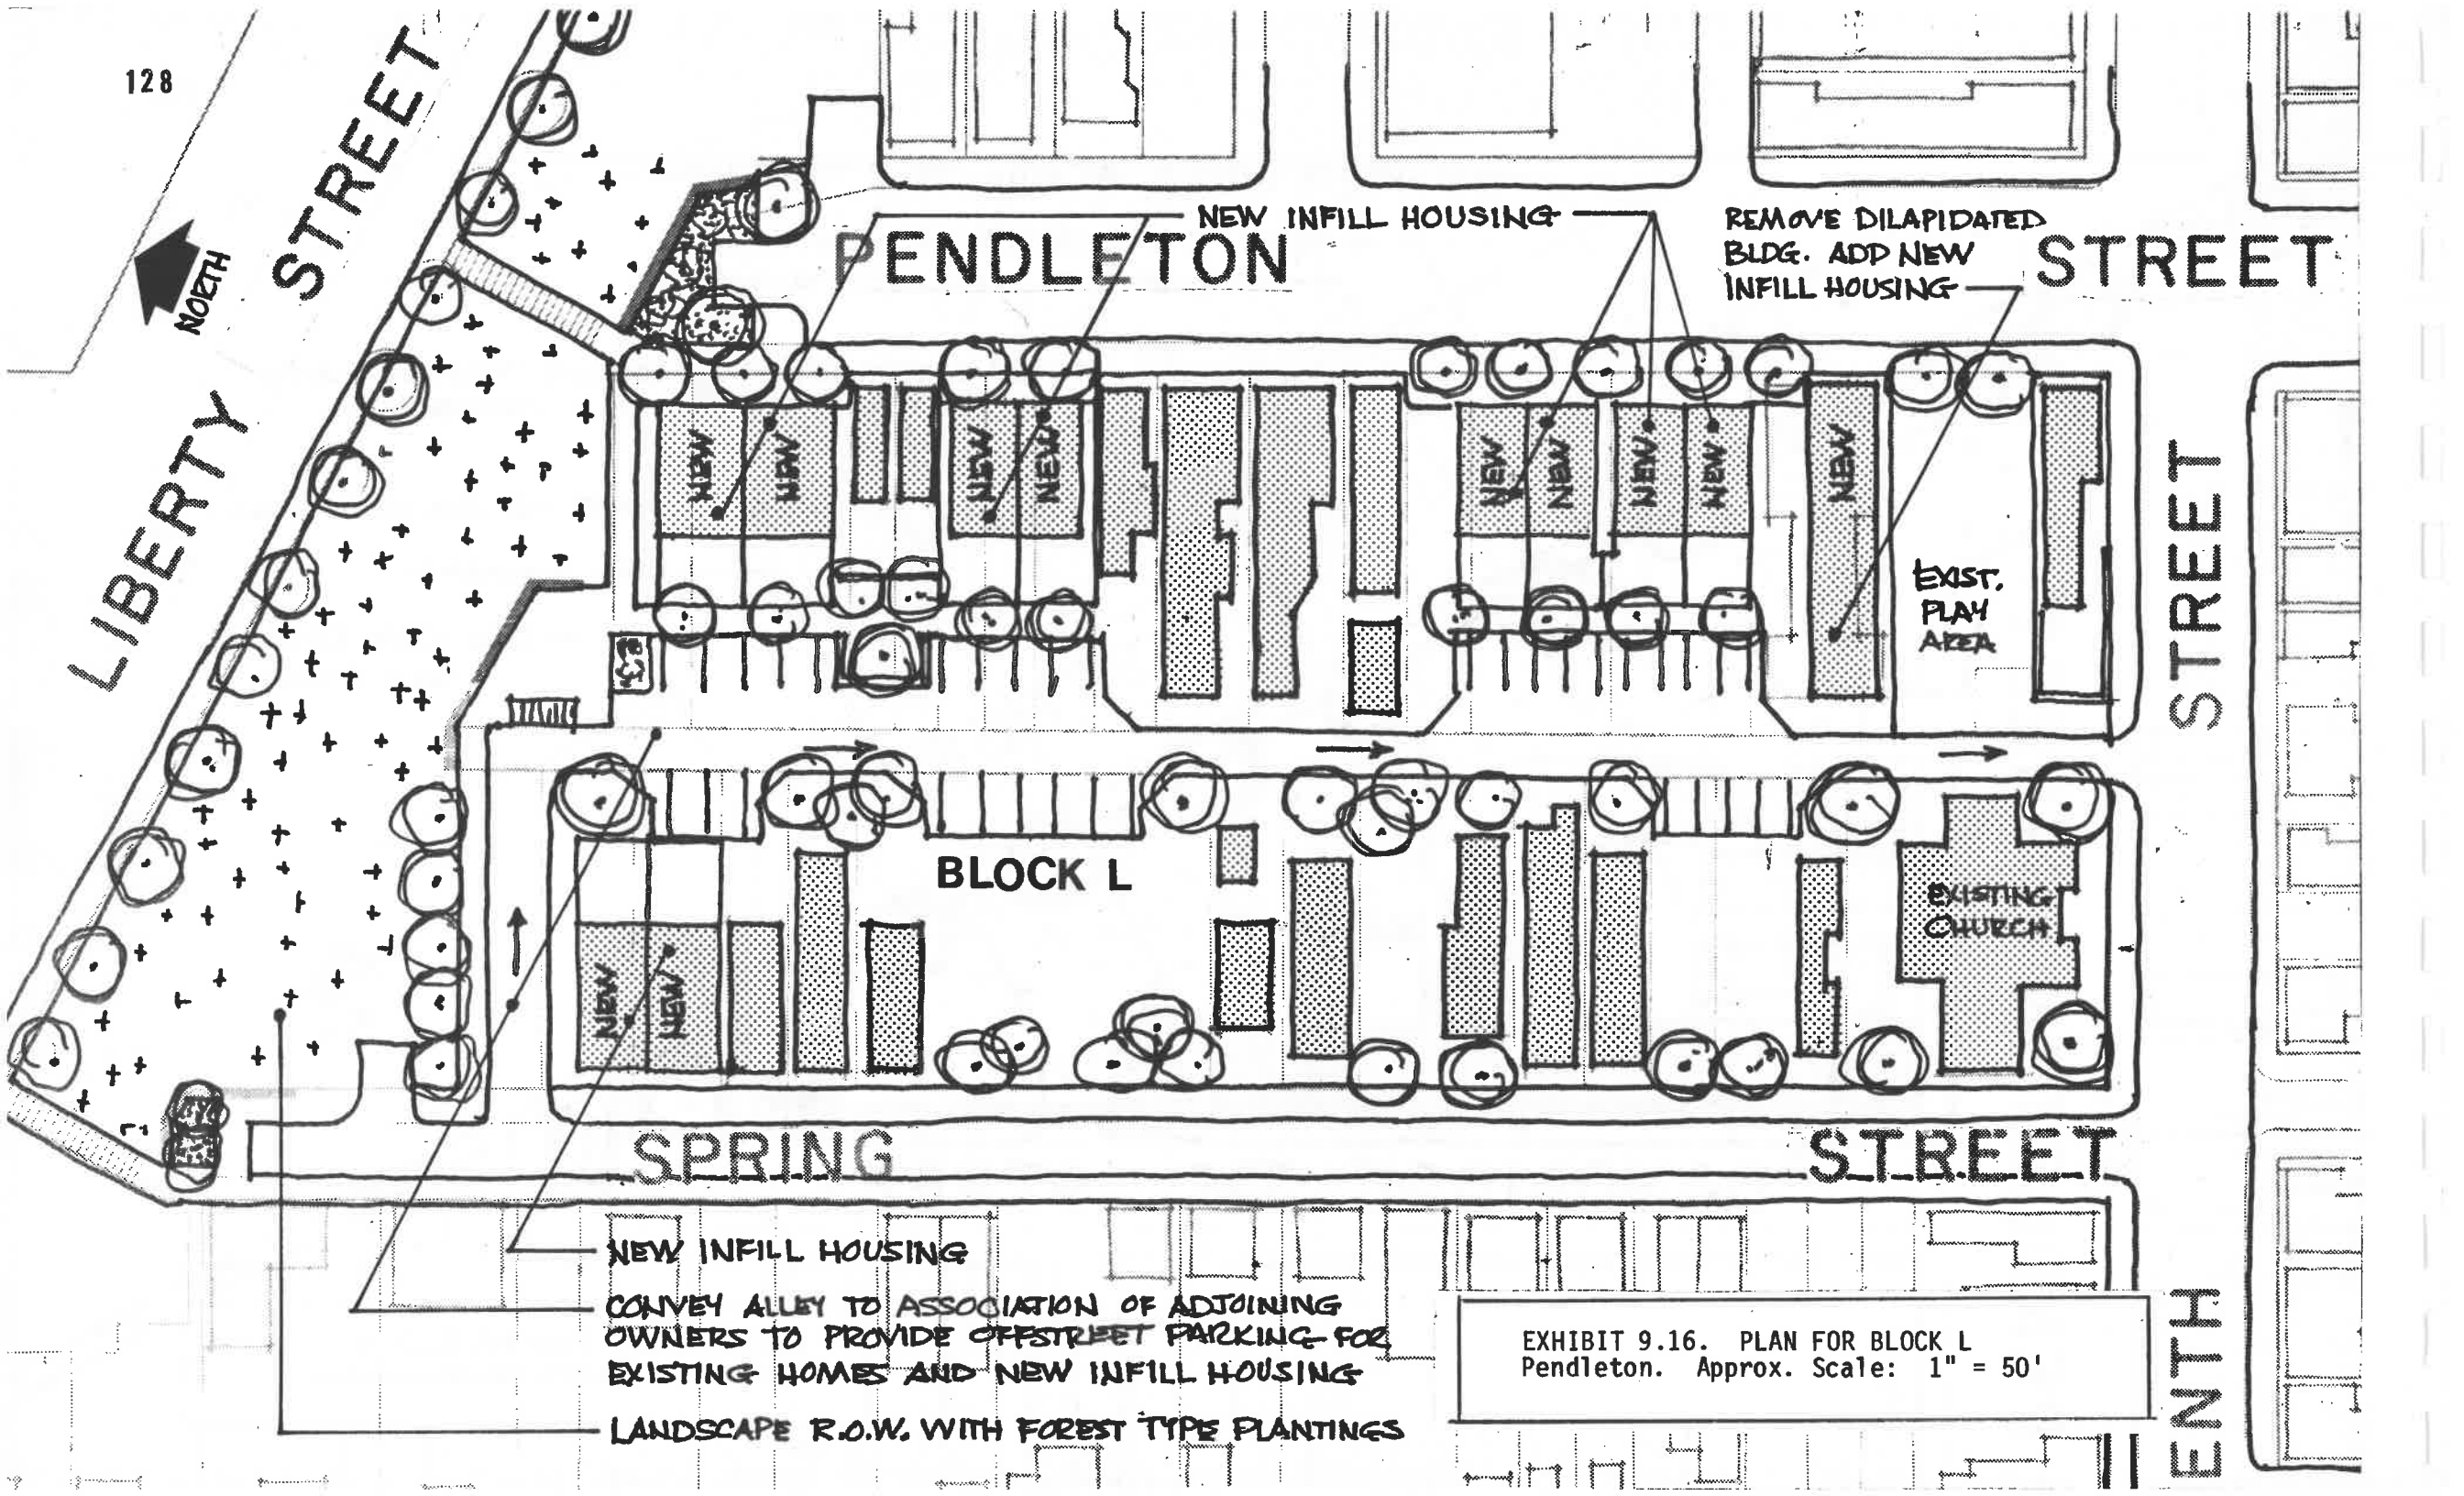 128
STREET
NORTH
LIBERTY
NEW INFILL HOUSING
PENDLETON
STREET
REMOVE DILAPIDATED
BLDG. ADD NEW
INFILL HOUSING
NEW
NEW
NEW
NEW
NEW
NEW
NEW
NEW
NEW
EXIST.
PLAY
AREA
STREET
BLOCK L
EXISTING
CHURCH
NEW
NEW
SPRING
STREET
NEW INFILL HOUSING
CONVEY ALLEY TO ASSOCIATION OF ADJOINING
OWNERS TO PROVIDE OFFSTREET PARKING FOR
EXISTING HOMES AND NEW INFILL HOUSING
LANDSCAPE R.O.W. WITH FOREST TYPE PLANTINGS
EXHIBIT 9.16. PLAN FOR BLOCK L
Pendleton. Approx. Scale: 1" = 50'
ENTH